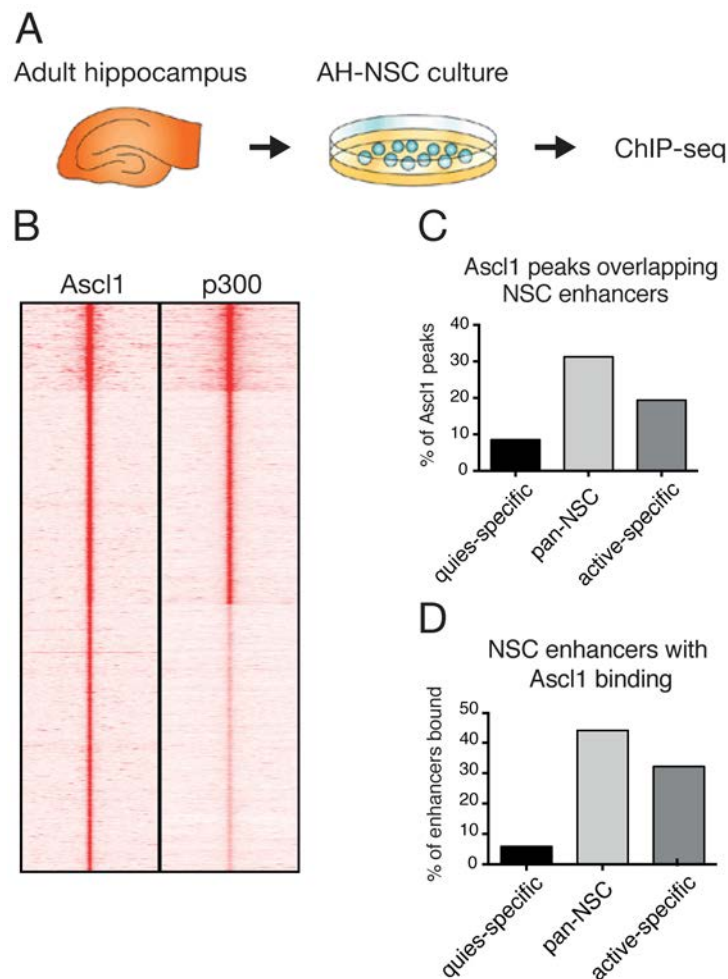 A
Adult hippocampus
AH-NSC culture
ChIP-seq
B
Ascl1
p300
C
Ascl1 peaks overlapping
NSC enhancers
% of Ascl1 peaks
40
30
20
10
0
quies-specific
pan-NSC
active-specific
D
NSC enhancers with
Ascl1 binding
% of enhancers bound
50
40
30
20
10
0
quies-specific
pan-NSC
active-specific